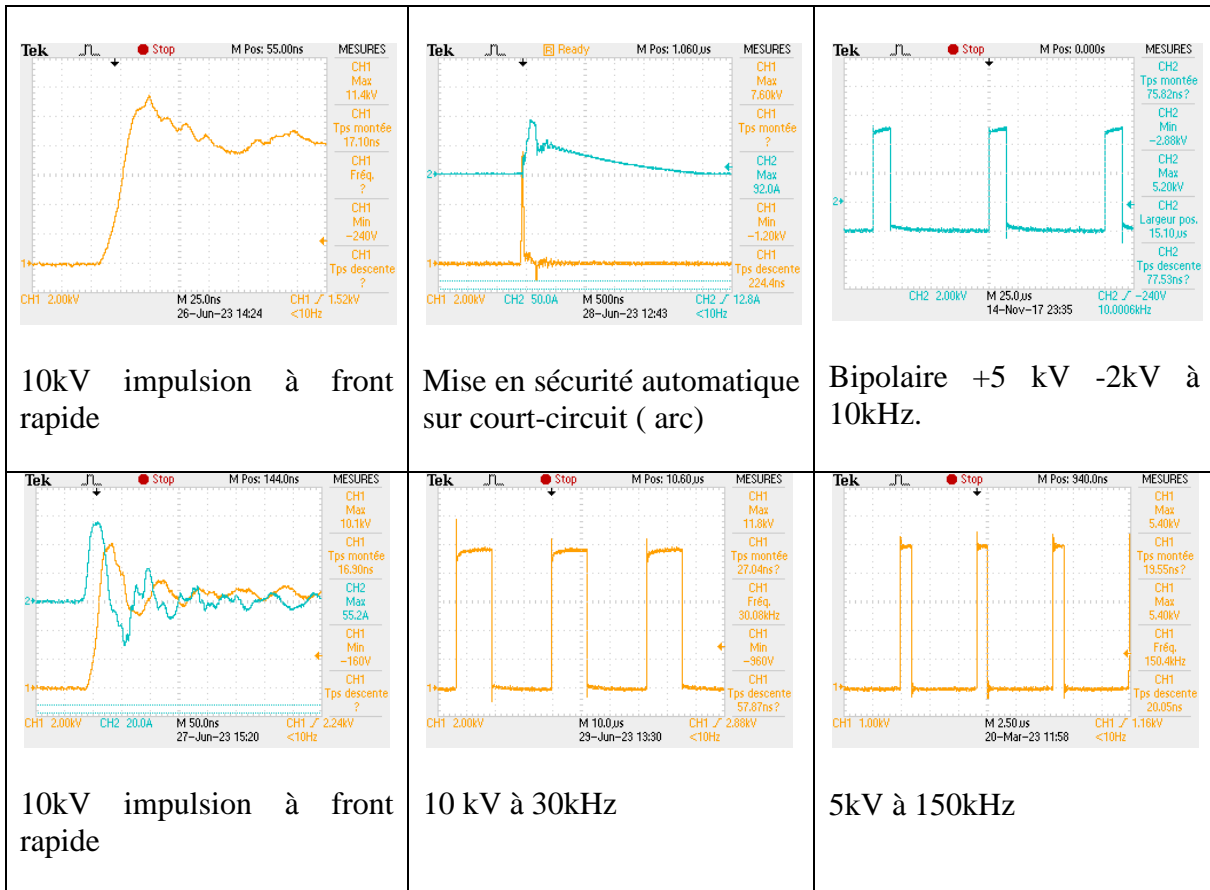 Tek Stop M Pos: 55.00ns MESURES
CH1
Max
11.4kV
CH1
Tps montée
17.10ns
CH1
Fréq.
?
CH1
Min
-240V
CH1
Tps descente
?
1
CH1 2.00kV M 25.0ns CH1 1.52kV
26-Jun-23 14:24 <10Hz
10kV impulsion à front
rapide
Tek R Ready M Pos: 1.060µs MESURES
CH1
Max
7.60kV
CH1
Tps montée
?
CH2
Max
92.0A
CH1
Min
-1.20kV
CH1
Tps descente
224.4ns
2
1
CH1 2.00kV CH2 50.0A M 500ns CH2 12.8A
28-Jun-23 12:43 <10Hz
Mise en sécurité automatique
sur court-circuit ( arc)
Tek Stop M Pos: 0.000s MESURES
CH2
Tps montée
75.82ns?
CH2
Min
-2.88kV
CH2
Max
5.20kV
CH2
Largeur pos.
15.10µs
CH2
Tps descente
77.53ns?
2
CH2 2.00kV M 25.0µs CH2 -240V
14-Nov-17 23:35 10.0006kHz
Bipolaire +5 kV -2kV à
10kHz.
Tek Stop M Pos: 144.0ns MESURES
CH1
Max
10.1kV
CH1
Tps montée
16.90ns
CH2
Max
55.2A
CH1
Min
-160V
CH1
Tps descente
?
2
1
CH1 2.00kV CH2 20.0A M 50.0ns CH1 2.24kV
27-Jun-23 15:20 <10Hz
10kV impulsion à front
rapide
Tek Stop M Pos: 10.60µs MESURES
CH1
Max
11.8kV
CH1
Tps montée
27.04ns?
CH1
Fréq.
30.08kHz
CH1
Min
-960V
CH1
Tps descente
57.87ns?
1
CH1 2.00kV M 10.0µs CH1 2.88kV
29-Jun-23 13:30 <10Hz
10 kV à 30kHz
Tek Stop M Pos: 940.0ns MESURES
CH1
Max
5.40kV
CH1
Tps montée
19.55ns?
CH1
Max
5.40kV
CH1
Fréq.
150.4kHz
CH1
Tps descente
20.05ns
1
CH1 1.00kV M 2.50µs CH1 1.16kV
20-Mar-23 11:58 <10Hz
5kV à 150kHz